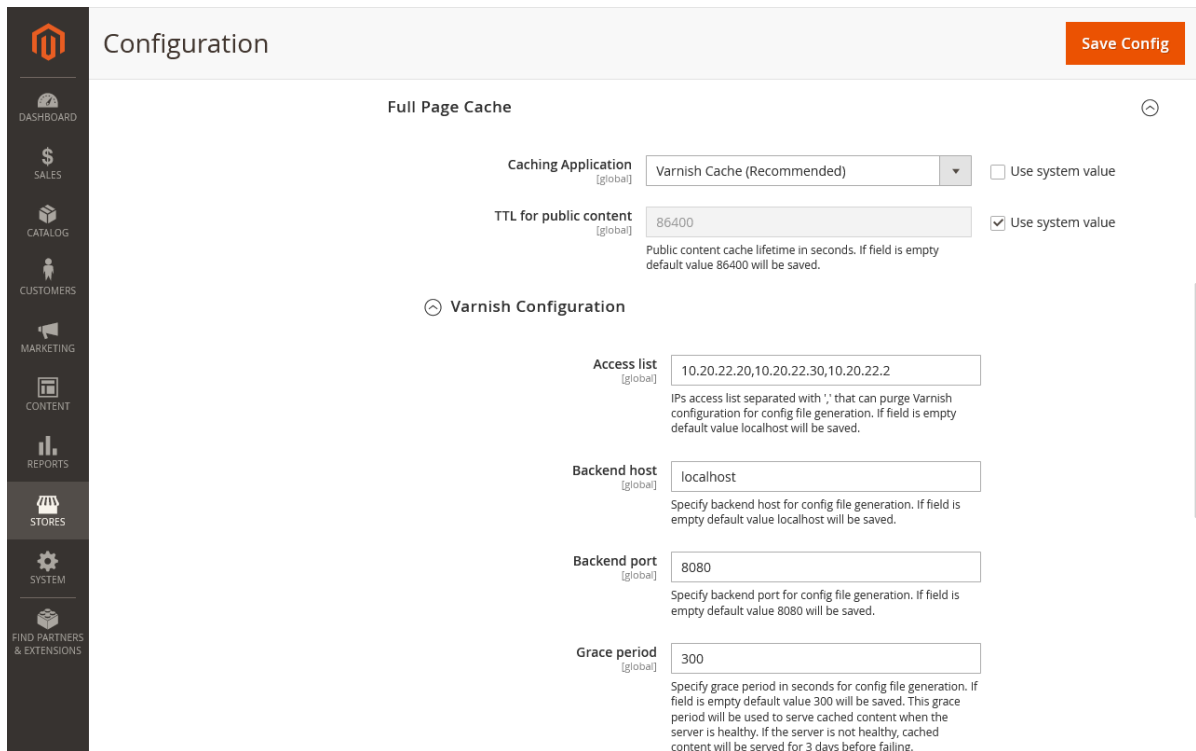 Configuration
Save Config
DASHBOARD
SALES
CATALOG
CUSTOMERS
MARKETING
CONTENT
REPORTS
STORES
SYSTEM
FIND PARTNERS
& EXTENSIONS
Full Page Cache
Caching Application
[global]
Varnish Cache (Recommended)
Use system value
TTL for public content
[global]
86400
Use system value
Public content cache lifetime in seconds. If field is empty
default value 86400 will be saved.
Varnish Configuration
Access list
[global]
10.20.22.20,10.20.22.30,10.20.22.2
IPs access list separated with ',' that can purge Varnish
configuration for config file generation. If field is empty
default value localhost will be saved.
Backend host
[global]
localhost
Specify backend host for config file generation. If field is
empty default value localhost will be saved.
Backend port
[global]
8080
Specify backend port for config file generation. If field is
empty default value 8080 will be saved.
Grace period
[global]
300
Specify grace period in seconds for config file generation. If
field is empty default value 300 will be saved. This grace
period will be used to serve cached content when the
server is healthy. If the server is not healthy, cached
content will be served for 3 days before failing.